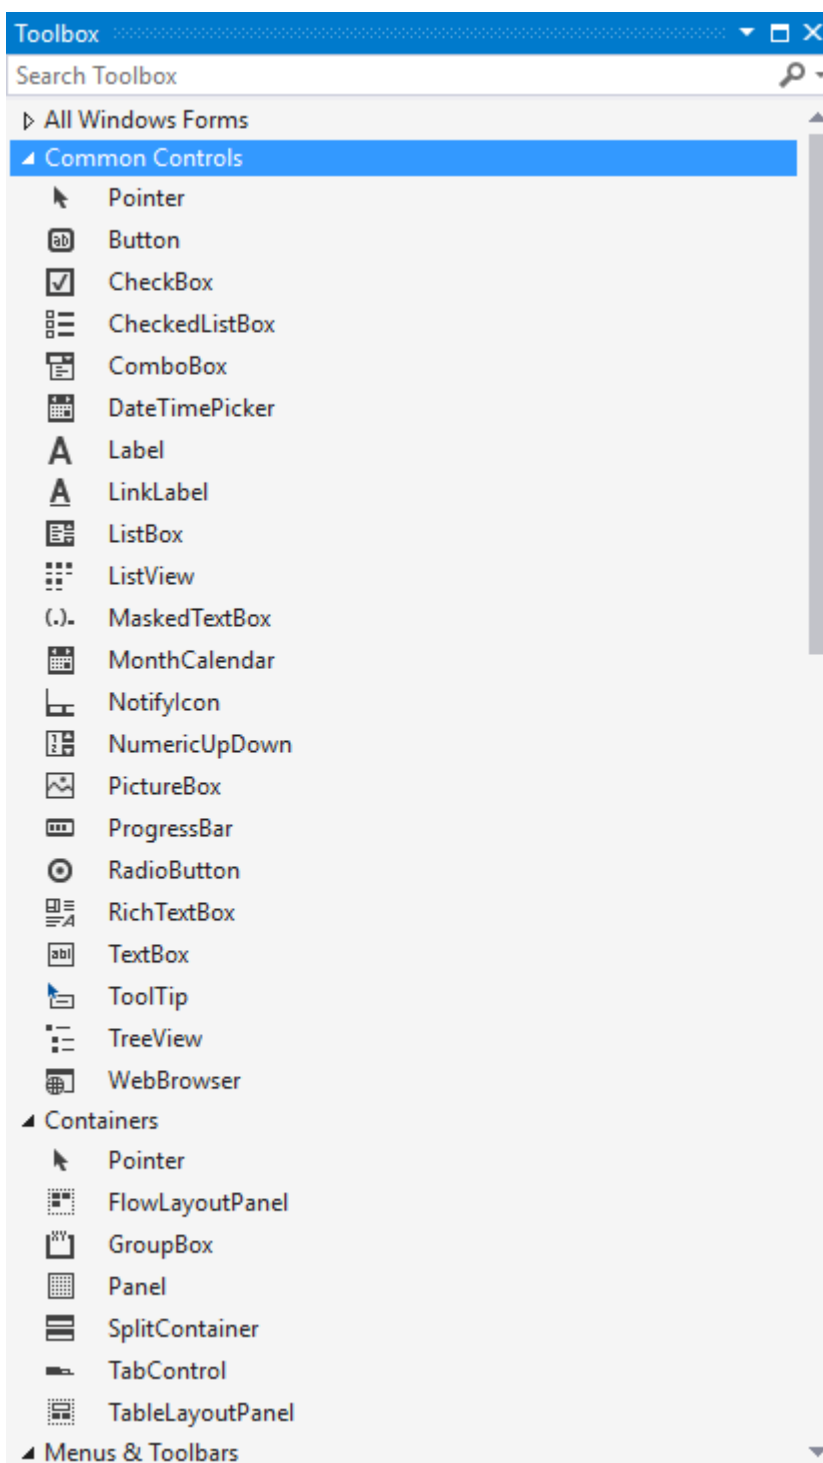 Toolbox
Search Toolbox
All Windows Forms
Common Controls
Pointer
Button
CheckBox
CheckedListBox
ComboBox
DateTimePicker
Label
LinkLabel
ListBox
ListView
MaskedTextBox
MonthCalendar
NotifyIcon
NumericUpDown
PictureBox
ProgressBar
RadioButton
RichTextBox
TextBox
ToolTip
TreeView
WebBrowser
Containers
Pointer
FlowLayoutPanel
GroupBox
Panel
SplitContainer
TabControl
TableLayoutPanel
Menus & Toolbars